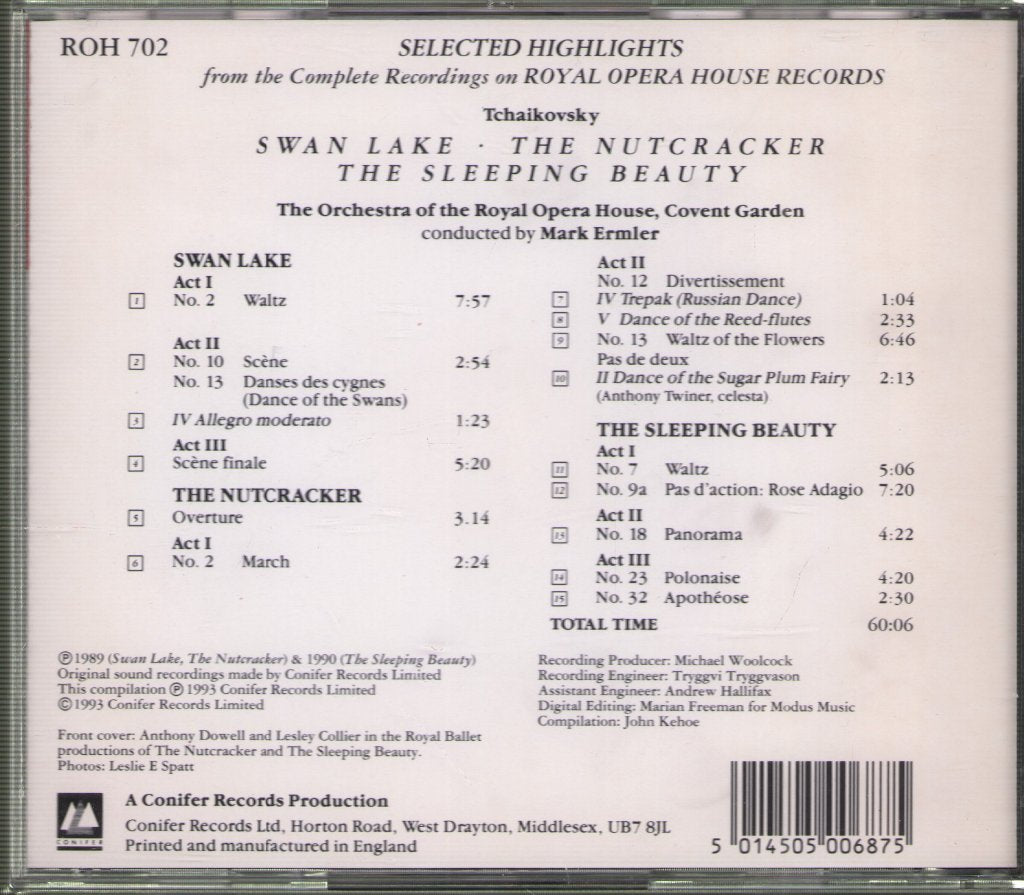 ROH 702
SELECTED HIGHLIGHTS
from the Complete Recordings on ROYAL OPERA HOUSE RECORDS
Tchaikovsky
SWAN LAKE · THE NUTCRACKER
THE SLEEPING BEAUTY
The Orchestra of the Royal Opera House, Covent Garden
conducted by Mark Ermler
SWAN LAKE
Act I
1 No. 2 Waltz 7:57
Act II
2 No. 10 Scène 2:54
No. 13 Danses des cygnes
(Dance of the Swans)
3 IV Allegro moderato 1:23
Act III
4 Scène finale 5:20
THE NUTCRACKER
5 Overture 3.14
Act I
6 No. 2 March 2:24
Act II
No. 12 Divertissement
7 IV Trepak (Russian Dance) 1:04
8 V Dance of the Reed-flutes 2:33
9 No. 13 Waltz of the Flowers 6:46
Pas de deux
10 II Dance of the Sugar Plum Fairy 2:13
(Anthony Twiner, celesta)
THE SLEEPING BEAUTY
Act I
11 No. 7 Waltz 5:06
12 No. 9a Pas d'action: Rose Adagio 7:20
Act II
13 No. 18 Panorama 4:22
Act III
14 No. 23 Polonaise 4:20
15 No. 32 Apothéose 2:30
TOTAL TIME 60:06
℗1989 (Swan Lake, The Nutcracker) & 1990 (The Sleeping Beauty)
Original sound recordings made by Conifer Records Limited
This compilation ℗ 1993 Conifer Records Limited
©1993 Conifer Records Limited
Front cover: Anthony Dowell and Lesley Collier in the Royal Ballet
productions of The Nutcracker and The Sleeping Beauty.
Photos: Leslie E Spatt
Recording Producer: Michael Woolcock
Recording Engineer: Tryggvi Tryggvason
Assistant Engineer: Andrew Hallifax
Digital Editing: Marian Freeman for Modus Music
Compilation: John Kehoe
CONIFER
A Conifer Records Production
Conifer Records Ltd, Horton Road, West Drayton, Middlesex, UB7 8JL
Printed and manufactured in England
5 014505 006875